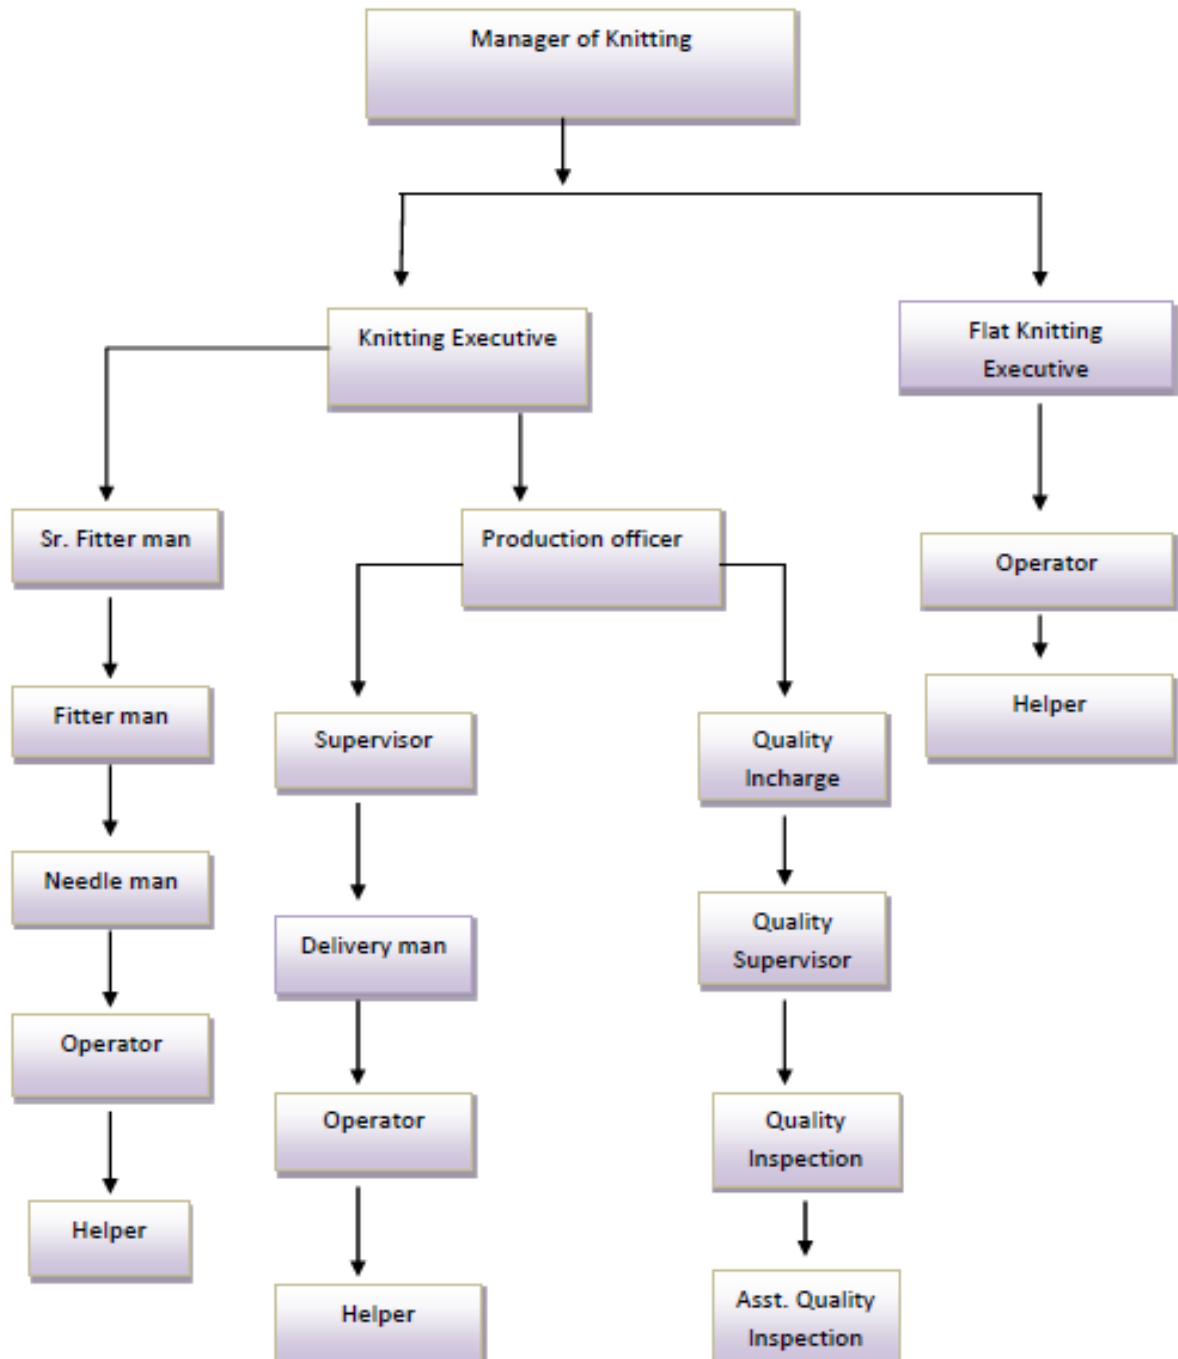 Manager of Knitting
Knitting Executive
Flat Knitting
Executive
Sr. Fitter man
Production officer
Operator
Fitter man
Supervisor
Quality
Incharge
Helper
Needle man
Delivery man
Quality
Supervisor
Operator
Operator
Quality
Inspection
Helper
Helper
Asst. Quality
Inspection